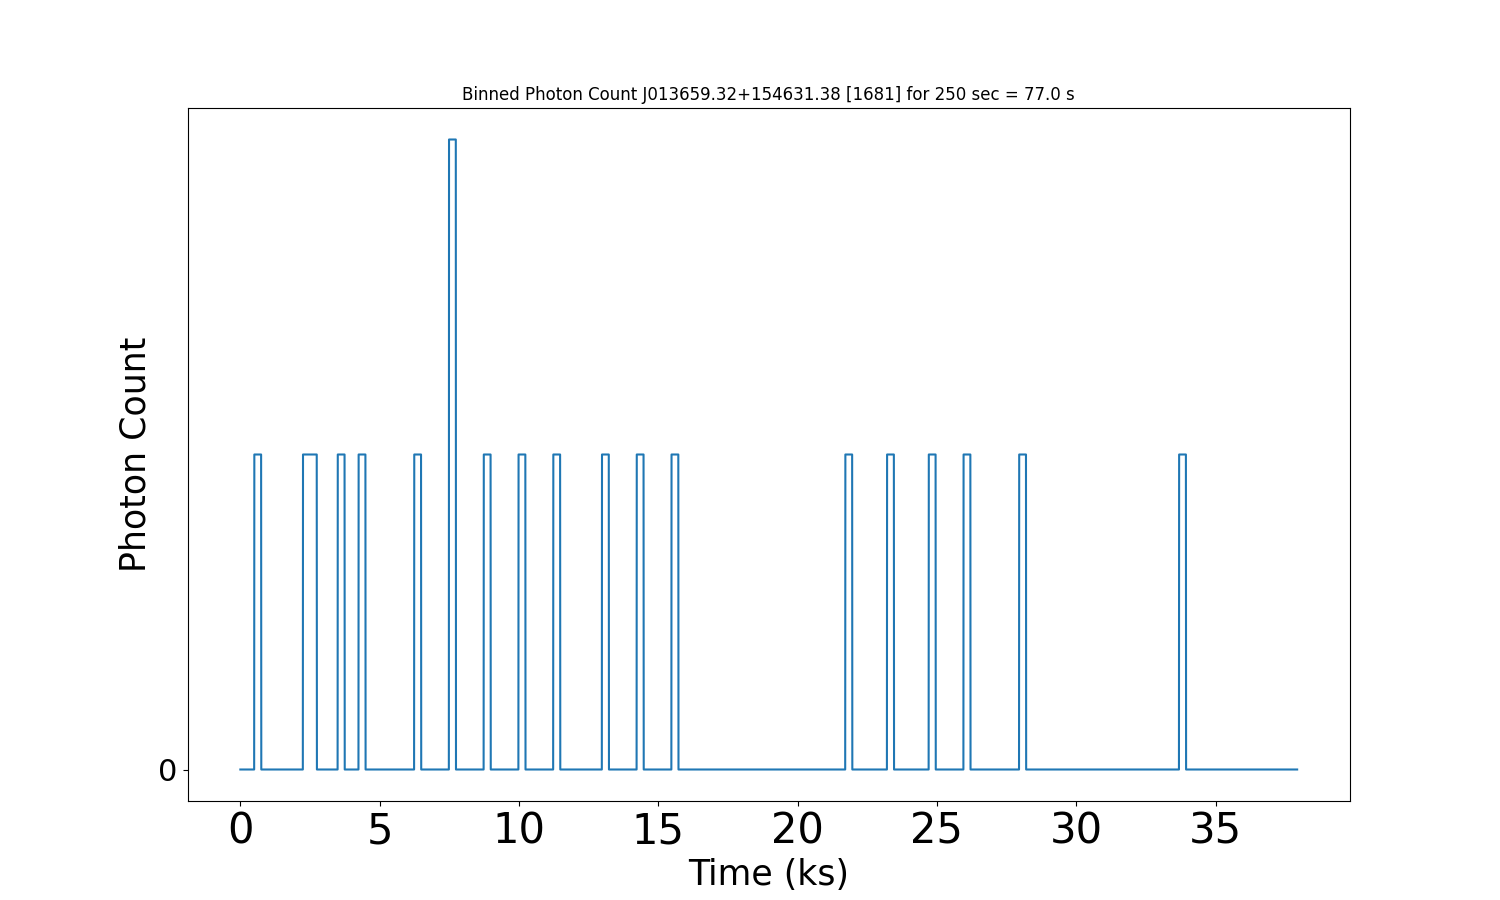 Binned Photon Count J013659.32+154631.38 [1681] for 250 sec = 77.0 s
Photon Count
0
0 5 10 15 20 25 30 35
Time (ks)